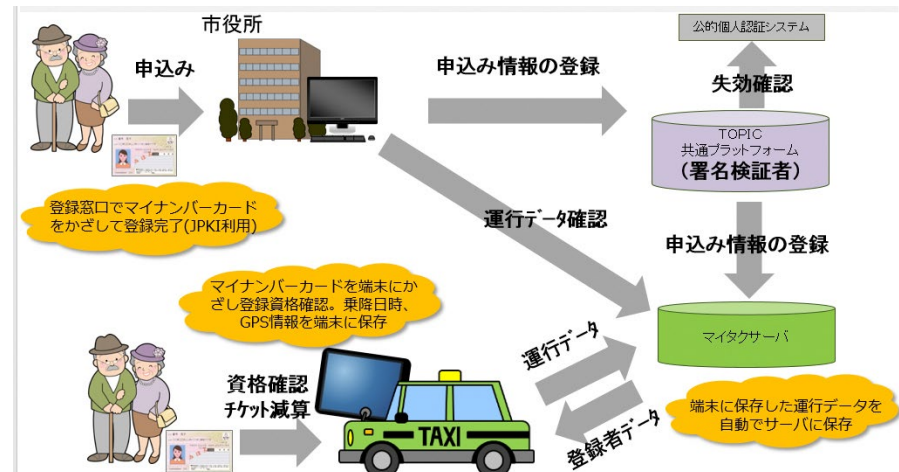 市役所
公的個人認証システム
申込み
申込み情報の登録
失効確認
TOPIC
共通プラットフォーム
(署名検証者)
登録窓口でマイナンバーカード
をかざして登録完了(JPKI利用)
運行データ確認
申込み情報の登録
マイナンバーカードを端末にか
ざし登録資格確認。乗降日時、
GPS情報を端末に保存
マイタクサーバ
運行データ
資格確認
チケット減算
登録者データ
TAXI
端末に保存した運行データを
自動でサーバに保存